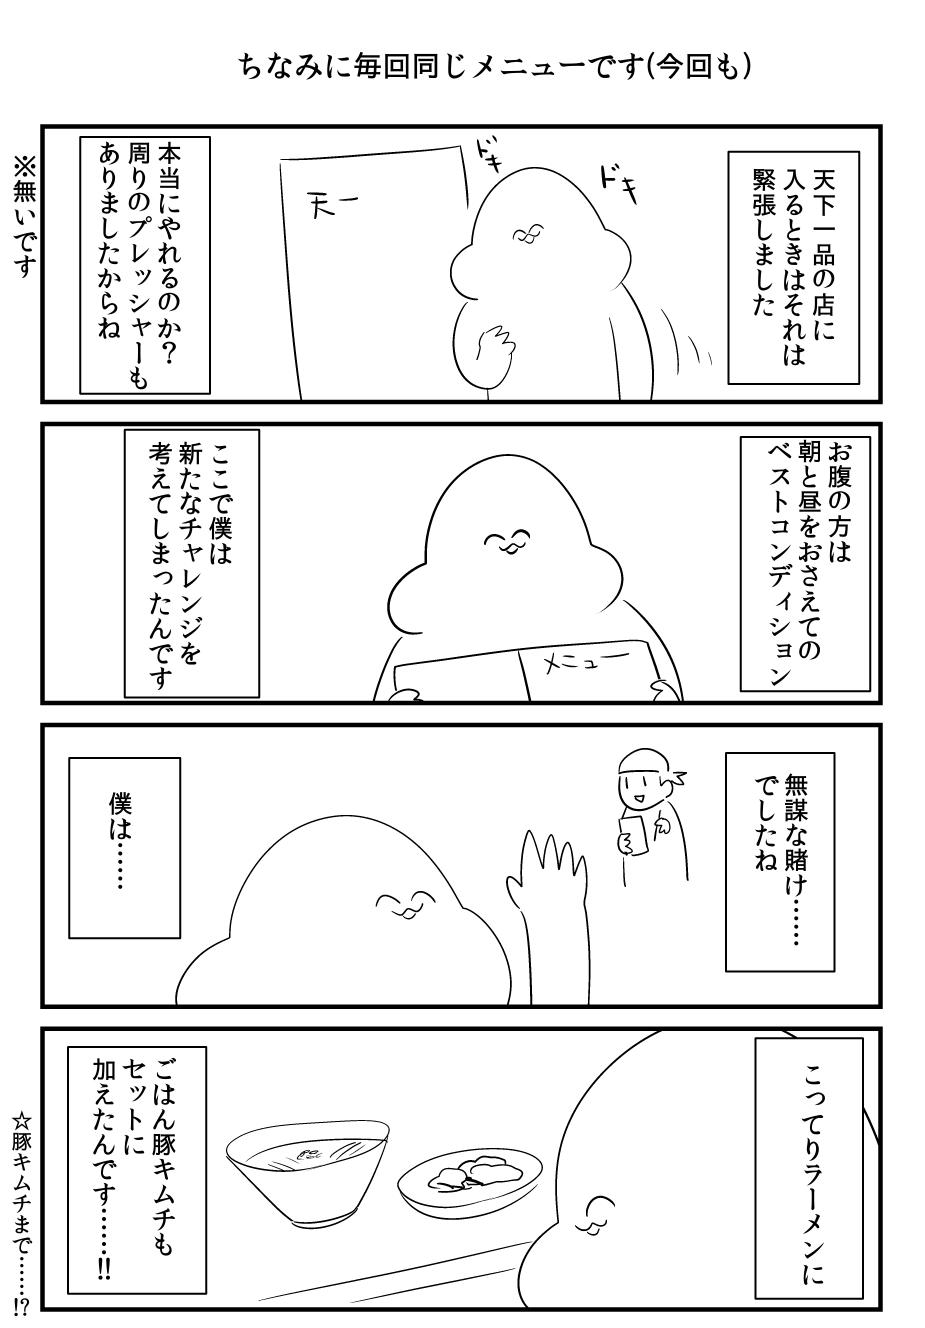 ちなみに毎回同じメニューです(今回も)
天下一品の店に
入るときはそれは
緊張しました
ドキ
ドキ
天一
本当にやれるのか?
周りのプレッシャーも
ありましたからね
※無いです
お腹の方は
朝と昼をおさえての
ベストコンディション
メニュー
ここで僕は
新たなチャレンジを
考えてしまったんです
無謀な賭け……
でしたね
僕は……
こってりラーメンに
ごはん豚キムチも
セットに
加えたんです……!!
☆豚キムチまで……!?